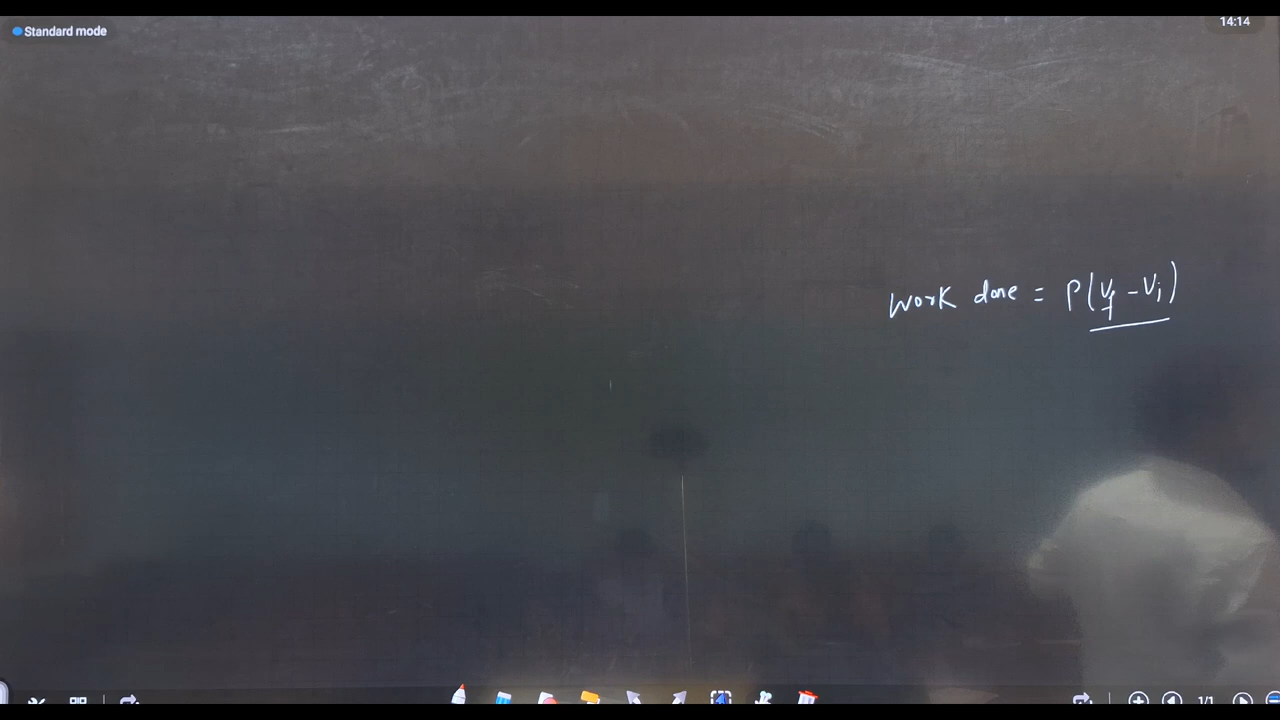 Standard mode
14:14
Work done = P(Vf - Vi)
1/1